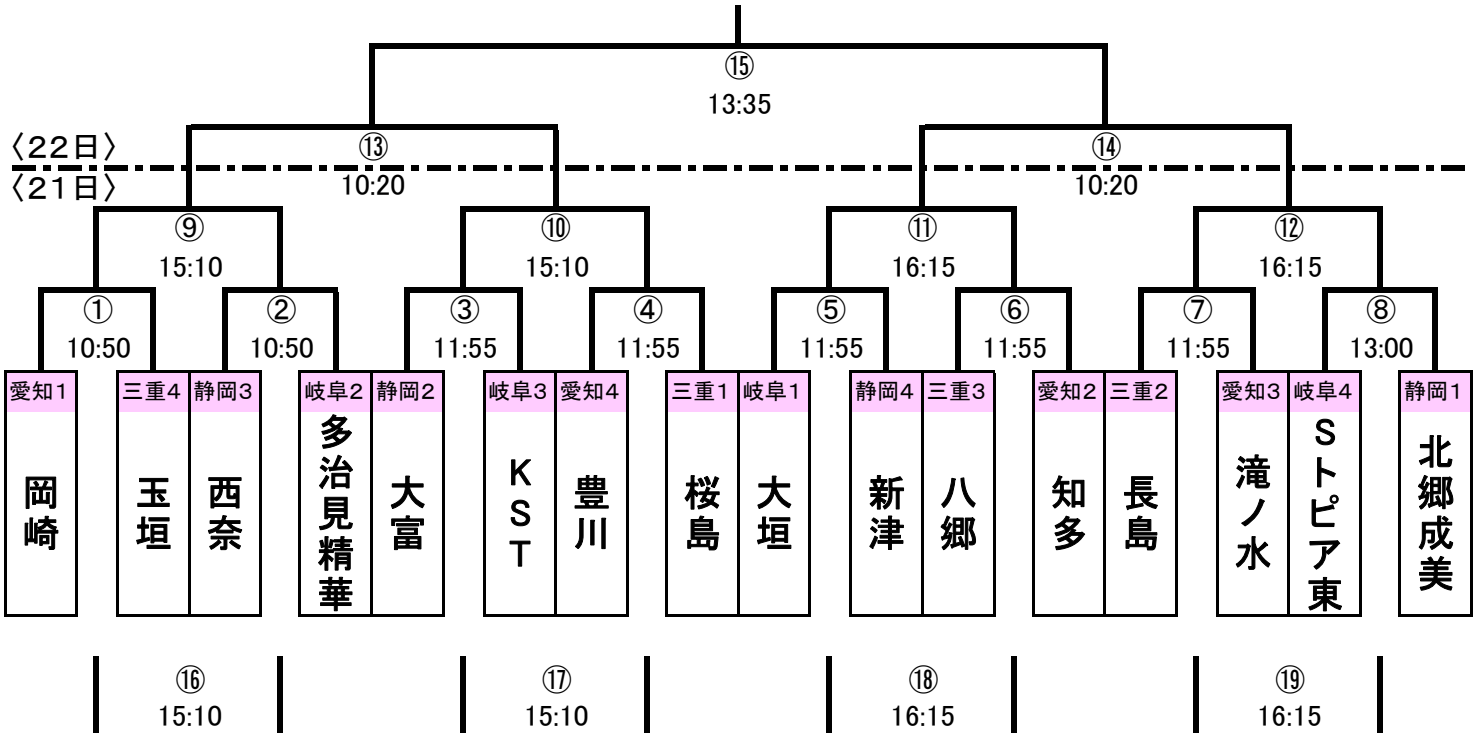 ⑮
13:35
〈22日〉
⑬
⑭
〈21日〉
10:20
10:20
⑨
⑩
⑪
⑫
15:10
15:10
16:15
16:15
①
②
③
④
⑤
⑥
⑦
⑧
10:50
10:50
11:55
11:55
11:55
11:55
11:55
13:00
愛知1
三重4
静岡3
岐阜2
静岡2
岐阜3
愛知4
三重1
岐阜1
静岡4
三重3
愛知2
三重2
愛知3
岐阜4
静岡1
岡崎
玉垣
西奈
多治見精華
大富
KST
豊川
桜島
大垣
新津
八郷
知多
長島
滝ノ水
Sトピア東
北郷成美
⑯
⑰
⑱
⑲
15:10
15:10
16:15
16:15